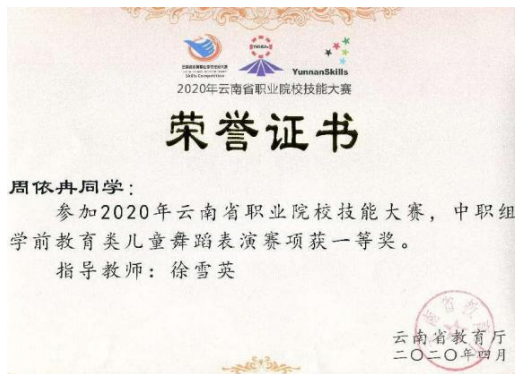 YunnanSkills
2020年云南省职业院校技能大赛
荣誉证书
周依冉同学：
参加2020年云南省职业院校技能大赛，中职组
学前教育类儿童舞蹈表演赛项获一等奖。
指导教师：徐雪英
云南省教育厅
二〇二〇年四月